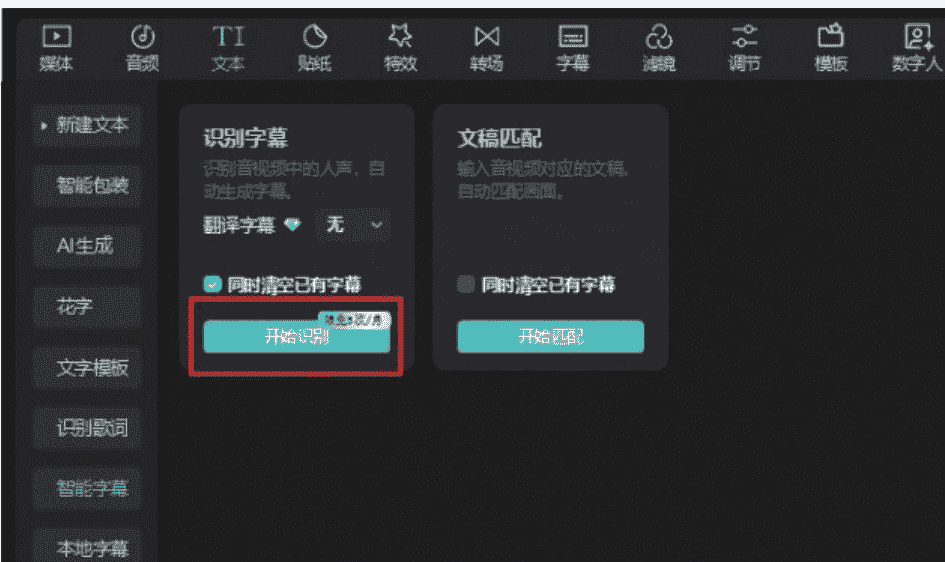 媒体 音频 TI 文本 贴纸 特效 转场 字幕 滤镜 调节 模板 数字人
新建文本
智能包装
AI生成
花字
文字模板
识别歌词
智能字幕
本地字幕
识别字幕
识别音视频中的人声，自
动生成字幕。
翻译字幕 无
同时清空已有字幕
开始识别
文稿匹配
输入音视频对应的文稿，
自动匹配画面。
同时清空已有字幕
开始匹配